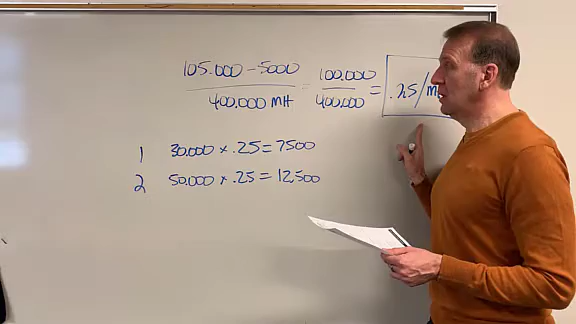 105.000 - 5000 / 400.000 MH = 100.000 / 400.000 = .25/m
1 30.000 x .25 = 7500
2 50.000 x .25 = 12,500